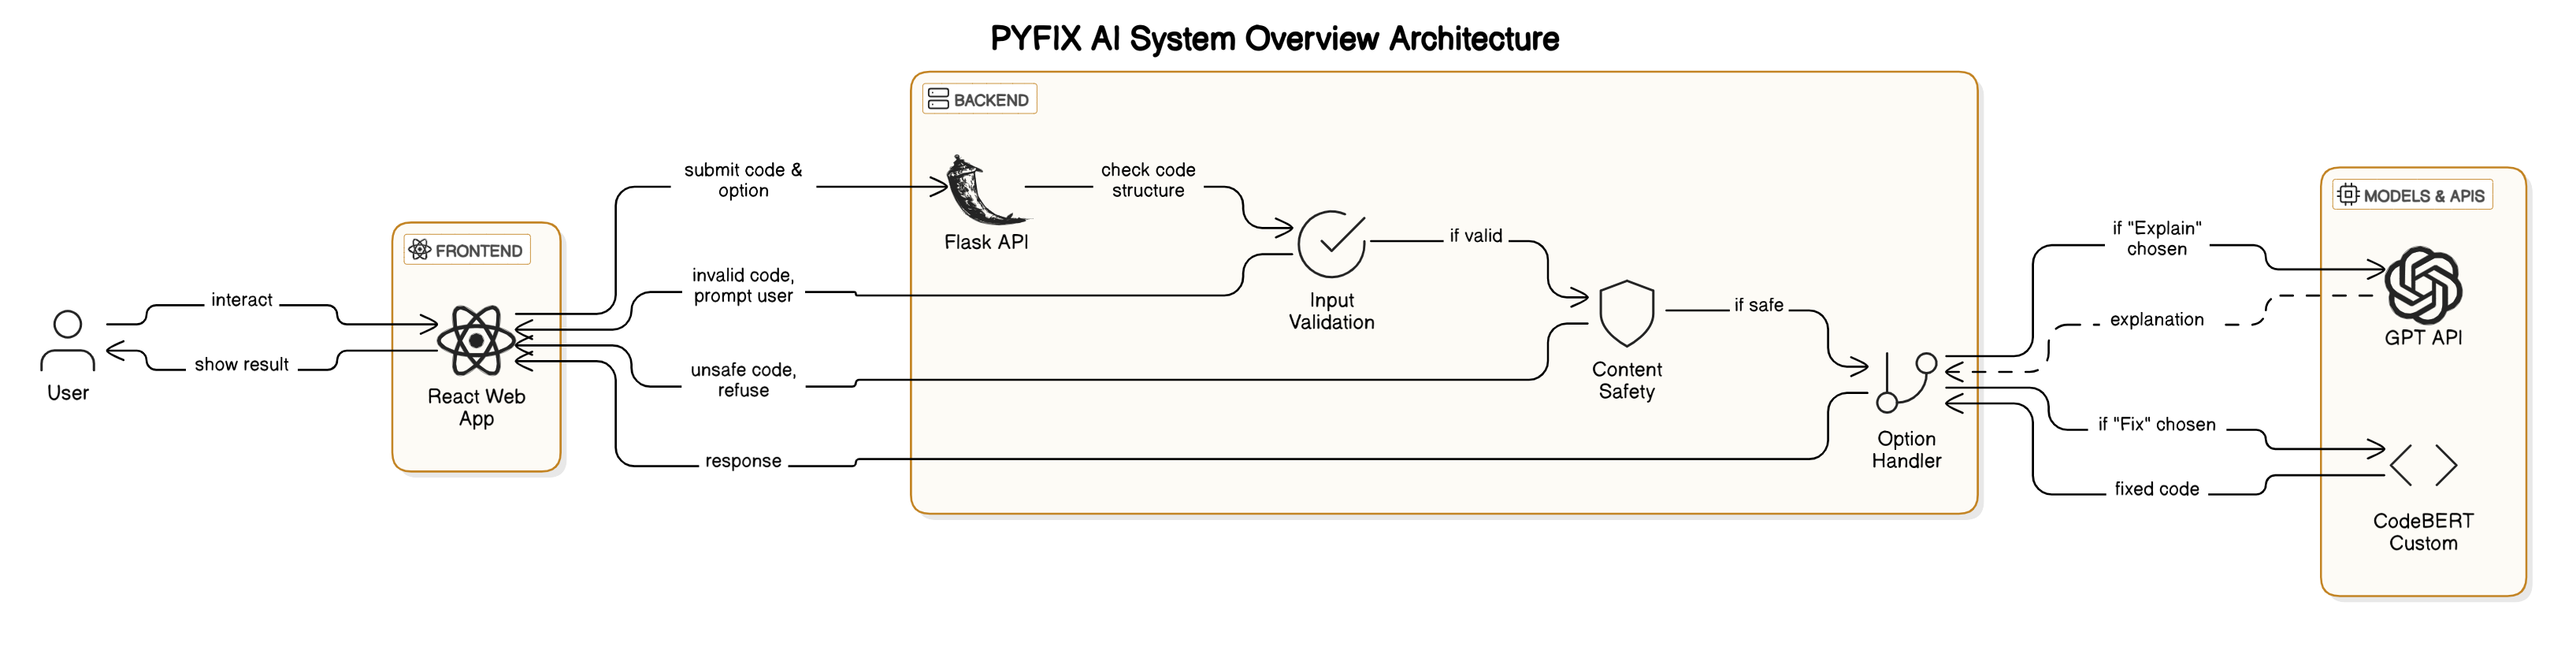 PYFIX AI System Overview Architecture
User
interact
show result
FRONTEND
React Web
App
submit code &
option
invalid code,
prompt user
unsafe code,
refuse
response
BACKEND
Flask API
check code
structure
Input
Validation
if valid
Content
Safety
if safe
Option
Handler
if "Explain"
chosen
explanation
if "Fix" chosen
fixed code
MODELS & APIS
GPT API
CodeBERT
Custom